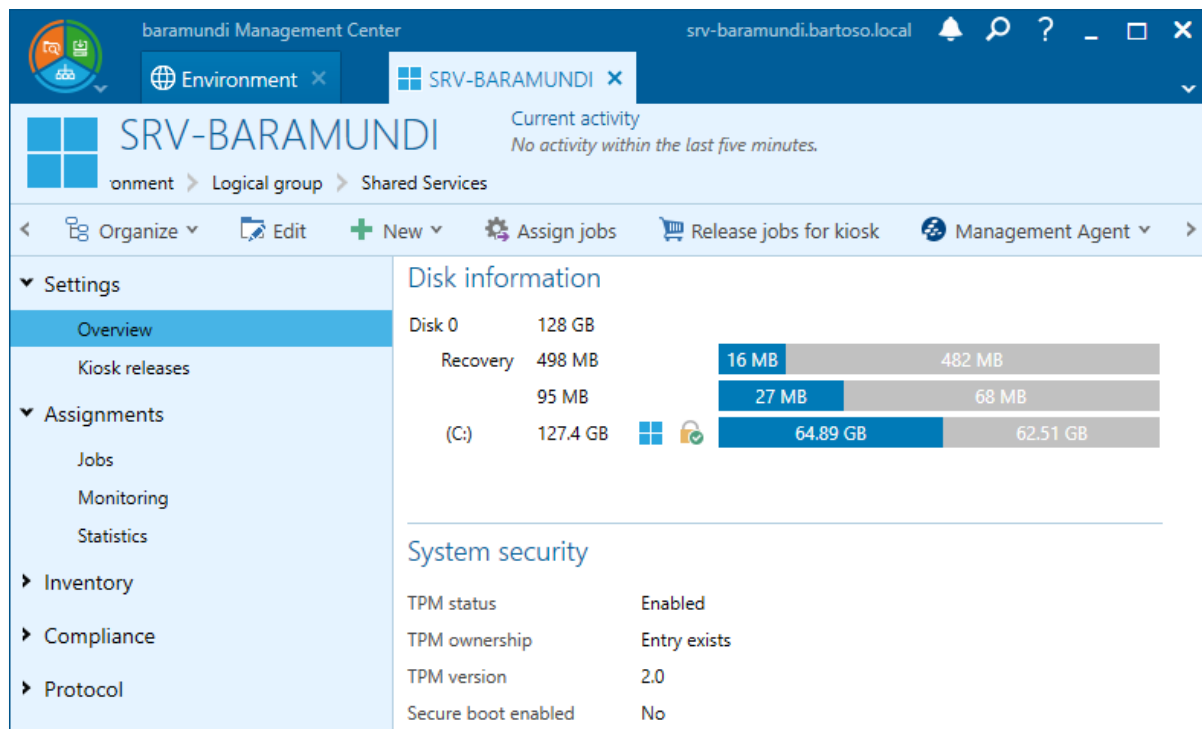 baramundi Management Center
srv-baramundi.bartoso.local
Environment
SRV-BARAMUNDI
SRV-BARAMUNDI
Current activity
No activity within the last five minutes.
onment > Logical group > Shared Services
Organize
Edit
New
Assign jobs
Release jobs for kiosk
Management Agent
Settings
Overview
Kiosk releases
Assignments
Jobs
Monitoring
Statistics
Inventory
Compliance
Protocol
Disk information
Disk 0 128 GB
Recovery 498 MB 16 MB 482 MB
95 MB 27 MB 68 MB
(C:) 127.4 GB 64.89 GB 62.51 GB
System security
TPM status Enabled
TPM ownership Entry exists
TPM version 2.0
Secure boot enabled No